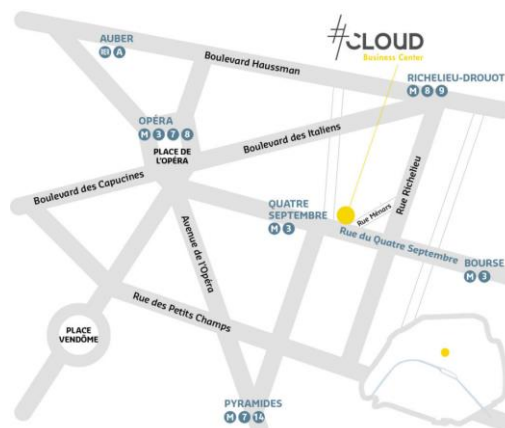 #CLOUD
Business Center
AUBER
RER A
Boulevard Haussman
RICHELIEU-DROUOT
M 8 9
OPÉRA
M 3 7 8
PLACE DE
L'OPÉRA
Boulevard des Italiens
Boulevard des Capucines
Rue Richelieu
QUATRE
SEPTEMBRE
M 3
Rue Ménars
Rue du Quatre Septembre
BOURSE
M 3
Avenue de l'Opéra
Rue des Petits Champs
PLACE
VENDÔME
PYRAMIDES
M 7 14